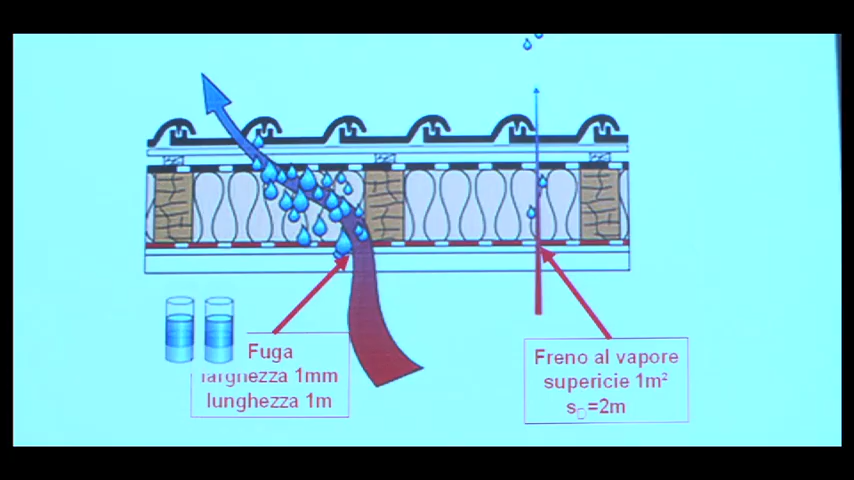 Fuga
larghezza 1mm
lunghezza 1m
Freno al vapore
supericie 1m²
s□=2m